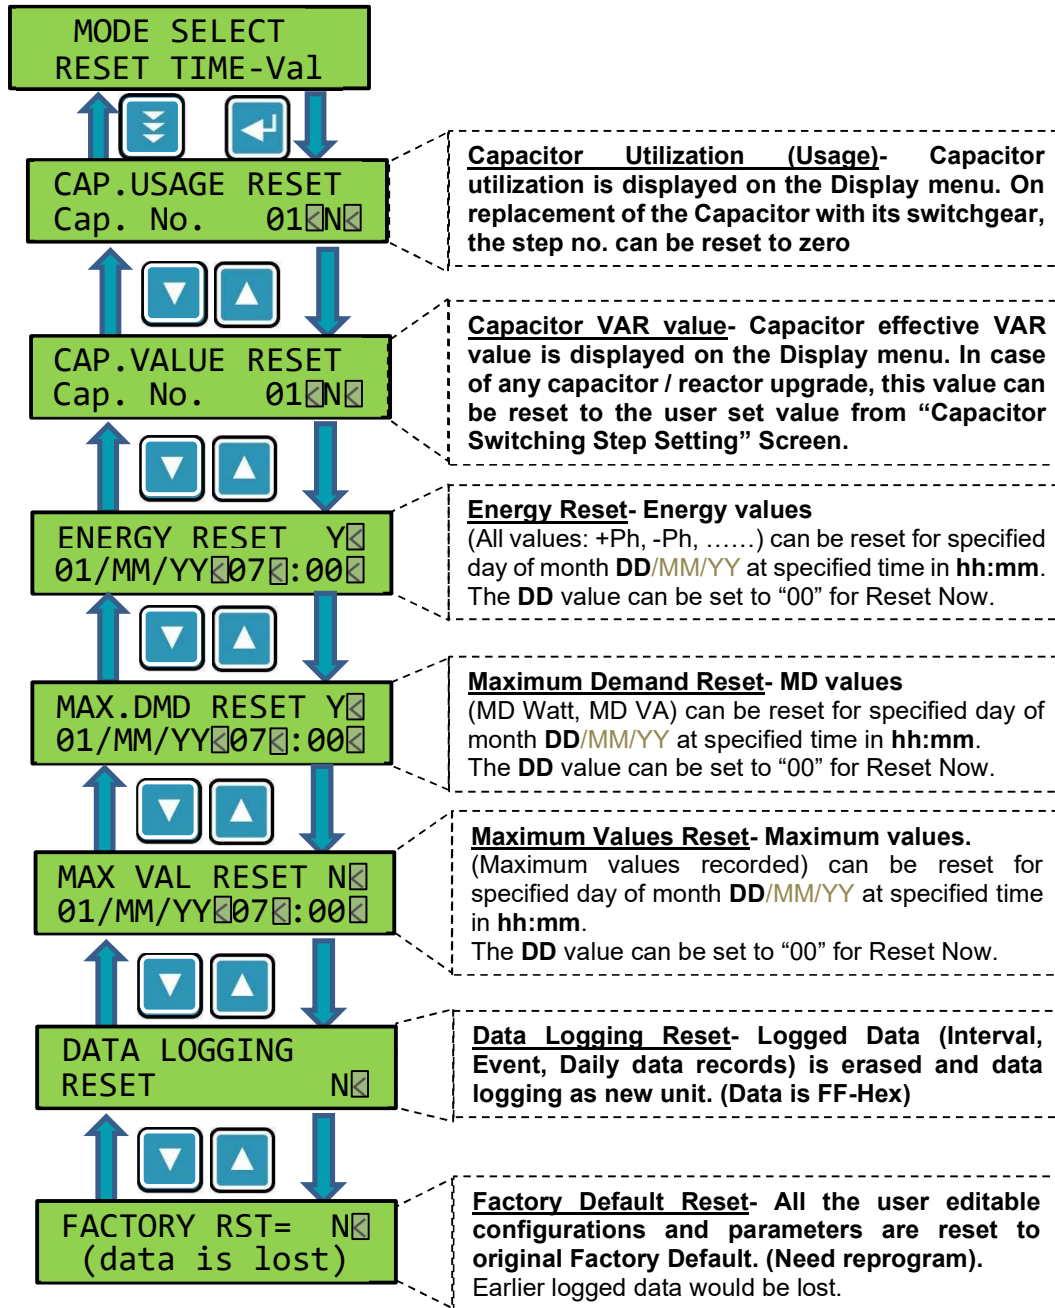 MODE SELECT
RESET TIME-Val
CAP.USAGE RESET
Cap. No. 01<N<
Capacitor Utilization (Usage)- Capacitor
utilization is displayed on the Display menu. On
replacement of the Capacitor with its switchgear,
the step no. can be reset to zero
CAP.VALUE RESET
Cap. No. 01<N<
Capacitor VAR value- Capacitor effective VAR
value is displayed on the Display menu. In case
of any capacitor / reactor upgrade, this value can
be reset to the user set value from “Capacitor
Switching Step Setting” Screen.
ENERGY RESET Y<
01/MM/YY<07<:00<
Energy Reset- Energy values
(All values: +Ph, -Ph, ……) can be reset for specified
day of month DD/MM/YY at specified time in hh:mm.
The DD value can be set to “00” for Reset Now.
MAX.DMD RESET Y<
01/MM/YY<07<:00<
Maximum Demand Reset- MD values
(MD Watt, MD VA) can be reset for specified day of
month DD/MM/YY at specified time in hh:mm.
The DD value can be set to “00” for Reset Now.
MAX VAL RESET N<
01/MM/YY<07<:00<
Maximum Values Reset- Maximum values.
(Maximum values recorded) can be reset for
specified day of month DD/MM/YY at specified time
in hh:mm.
The DD value can be set to “00” for Reset Now.
DATA LOGGING
RESET N<
Data Logging Reset- Logged Data (Interval,
Event, Daily data records) is erased and data
logging as new unit. (Data is FF-Hex)
FACTORY RST= N<
(data is lost)
Factory Default Reset- All the user editable
configurations and parameters are reset to
original Factory Default. (Need reprogram).
Earlier logged data would be lost.